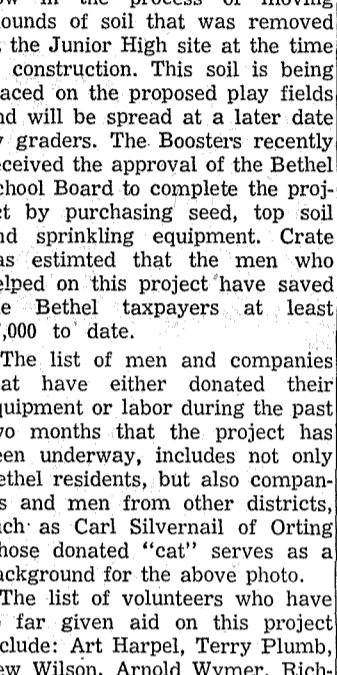 in the process of moving
ounds of soil that was removed
the Junior High site at the time
construction. This soil is being
aced on the proposed play fields
nd will be spread at a later date
graders. The Boosters recently
ceived the approval of the Bethel
chool Board to complete the proj-
ct by purchasing seed, top soil
nd sprinkling equipment. Crate
as estimted that the men who
elped on this project have saved
e Bethel taxpayers at least
,000 to date.
The list of men and companies
at have either donated their
quipment or labor during the past
wo months that the project has
een underway, includes not only
ethel residents, but also compan-
s and men from other districts,
ch as Carl Silvernail of Orting
hose donated "cat" serves as a
ackground for the above photo.
The list of volunteers who have
far given aid on this project
clude: Art Harpel, Terry Plumb,
ew Wilson, Arnold Wymer, Rich-